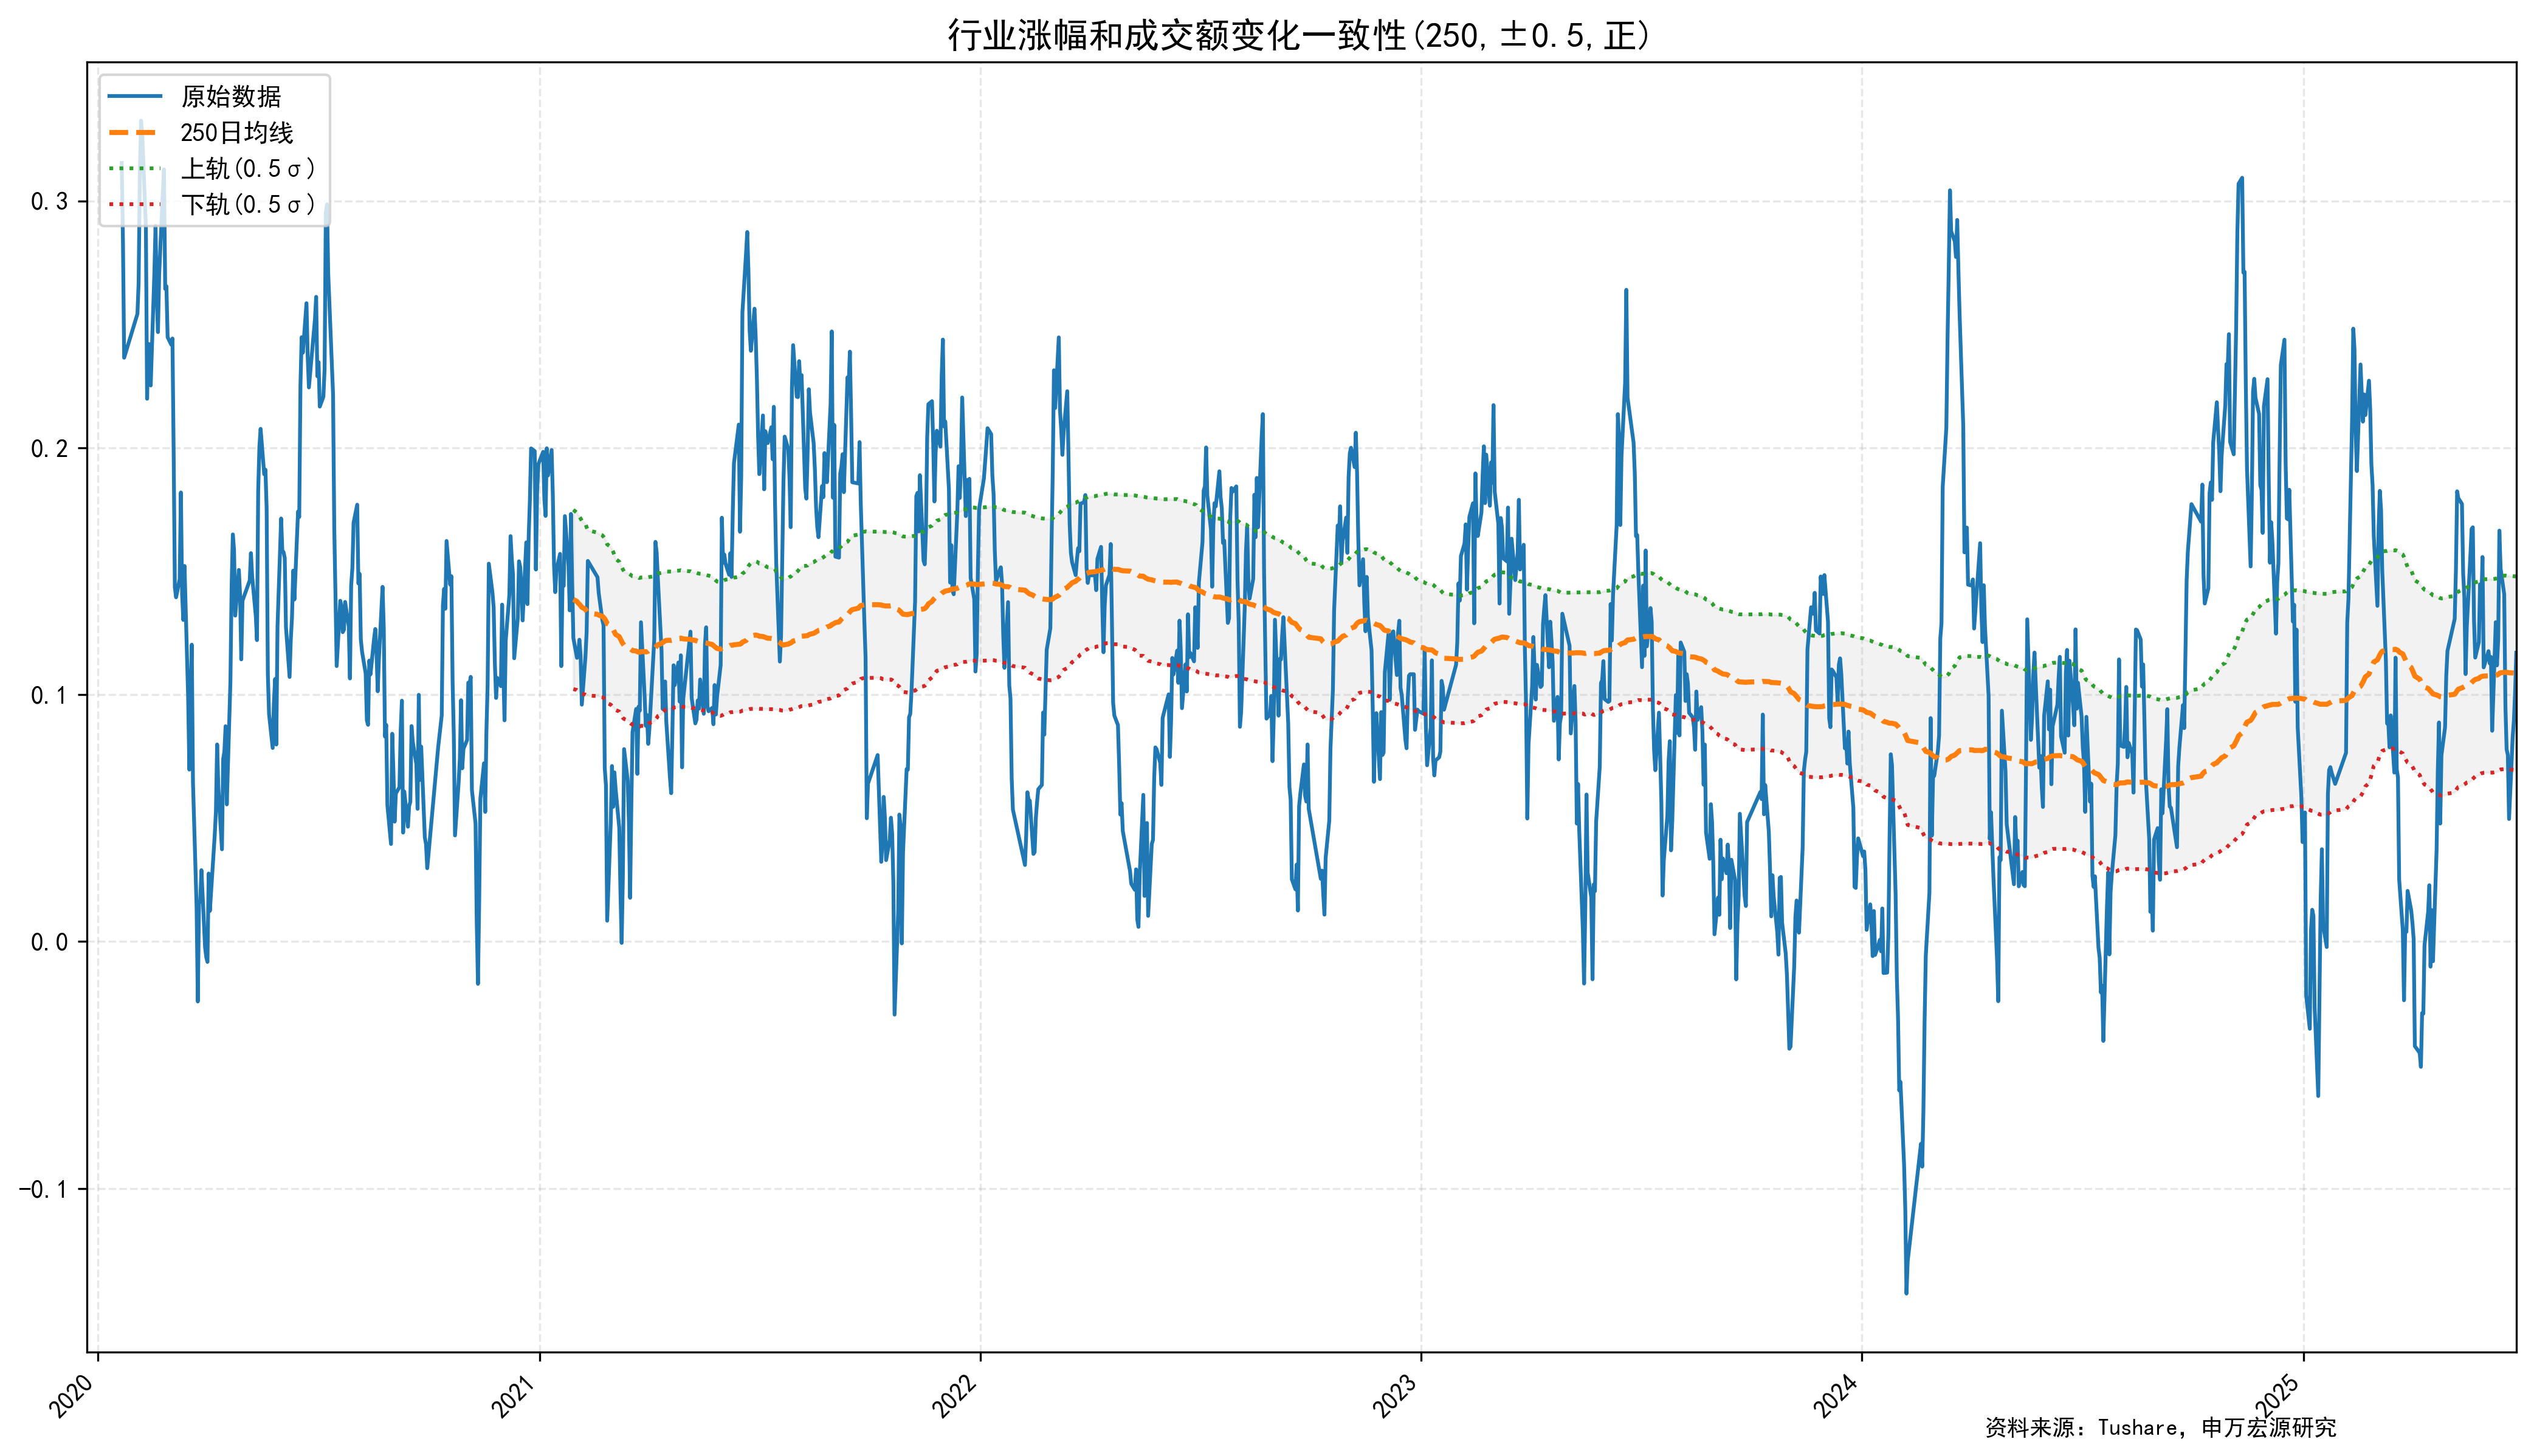 行业涨幅和成交额变化一致性(250,±0.5,正)
原始数据
250日均线
上轨(0.5σ)
下轨(0.5σ)
0.3
0.2
0.1
0.0
−0.1
2020
2021
2022
2023
2024
2025
资料来源：Tushare，申万宏源研究